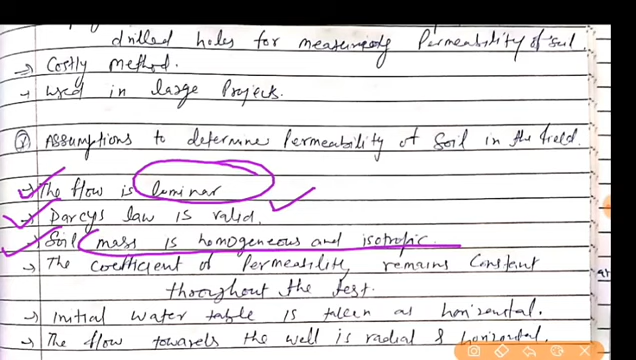 drilled holes for measuring Permeability of soil
→ Costly method.
→ Used in large Projects.
Assumptions to determine Permeability of Soil in the field.
→ The flow is laminar
→ Darcys law is valid.
→ Soil mass is homogeneous and isotropic.
→ The coefficient of Permeability remains Constant
throughout the test.
→ Initial water table is taken as horizontal.
→ The flow towards the well is radial & horizontal.